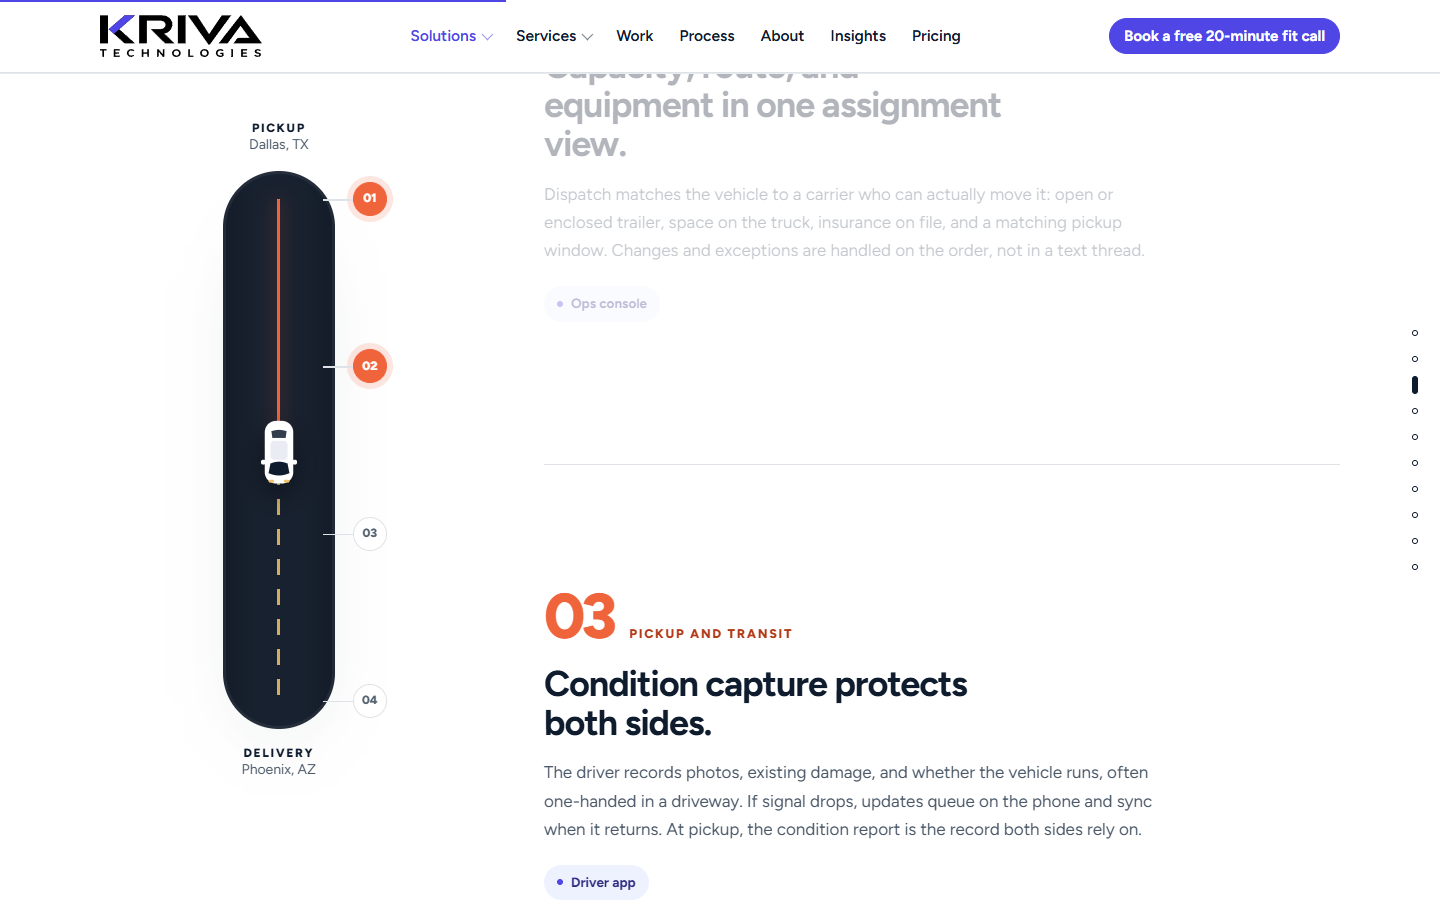 KRIVA
TECHNOLOGIES
Solutions
Services
Work
Process
About
Insights
Pricing
Book a free 20-minute fit call
PICKUP
Dallas, TX
01
02
03
04
DELIVERY
Phoenix, AZ
Capacity, route, and
equipment in one assignment
view.
Dispatch matches the vehicle to a carrier who can actually move it: open or
enclosed trailer, space on the truck, insurance on file, and a matching pickup
window. Changes and exceptions are handled on the order, not in a text thread.
Ops console
03 PICKUP AND TRANSIT
Condition capture protects
both sides.
The driver records photos, existing damage, and whether the vehicle runs, often
one-handed in a driveway. If signal drops, updates queue on the phone and sync
when it returns. At pickup, the condition report is the record both sides rely on.
Driver app